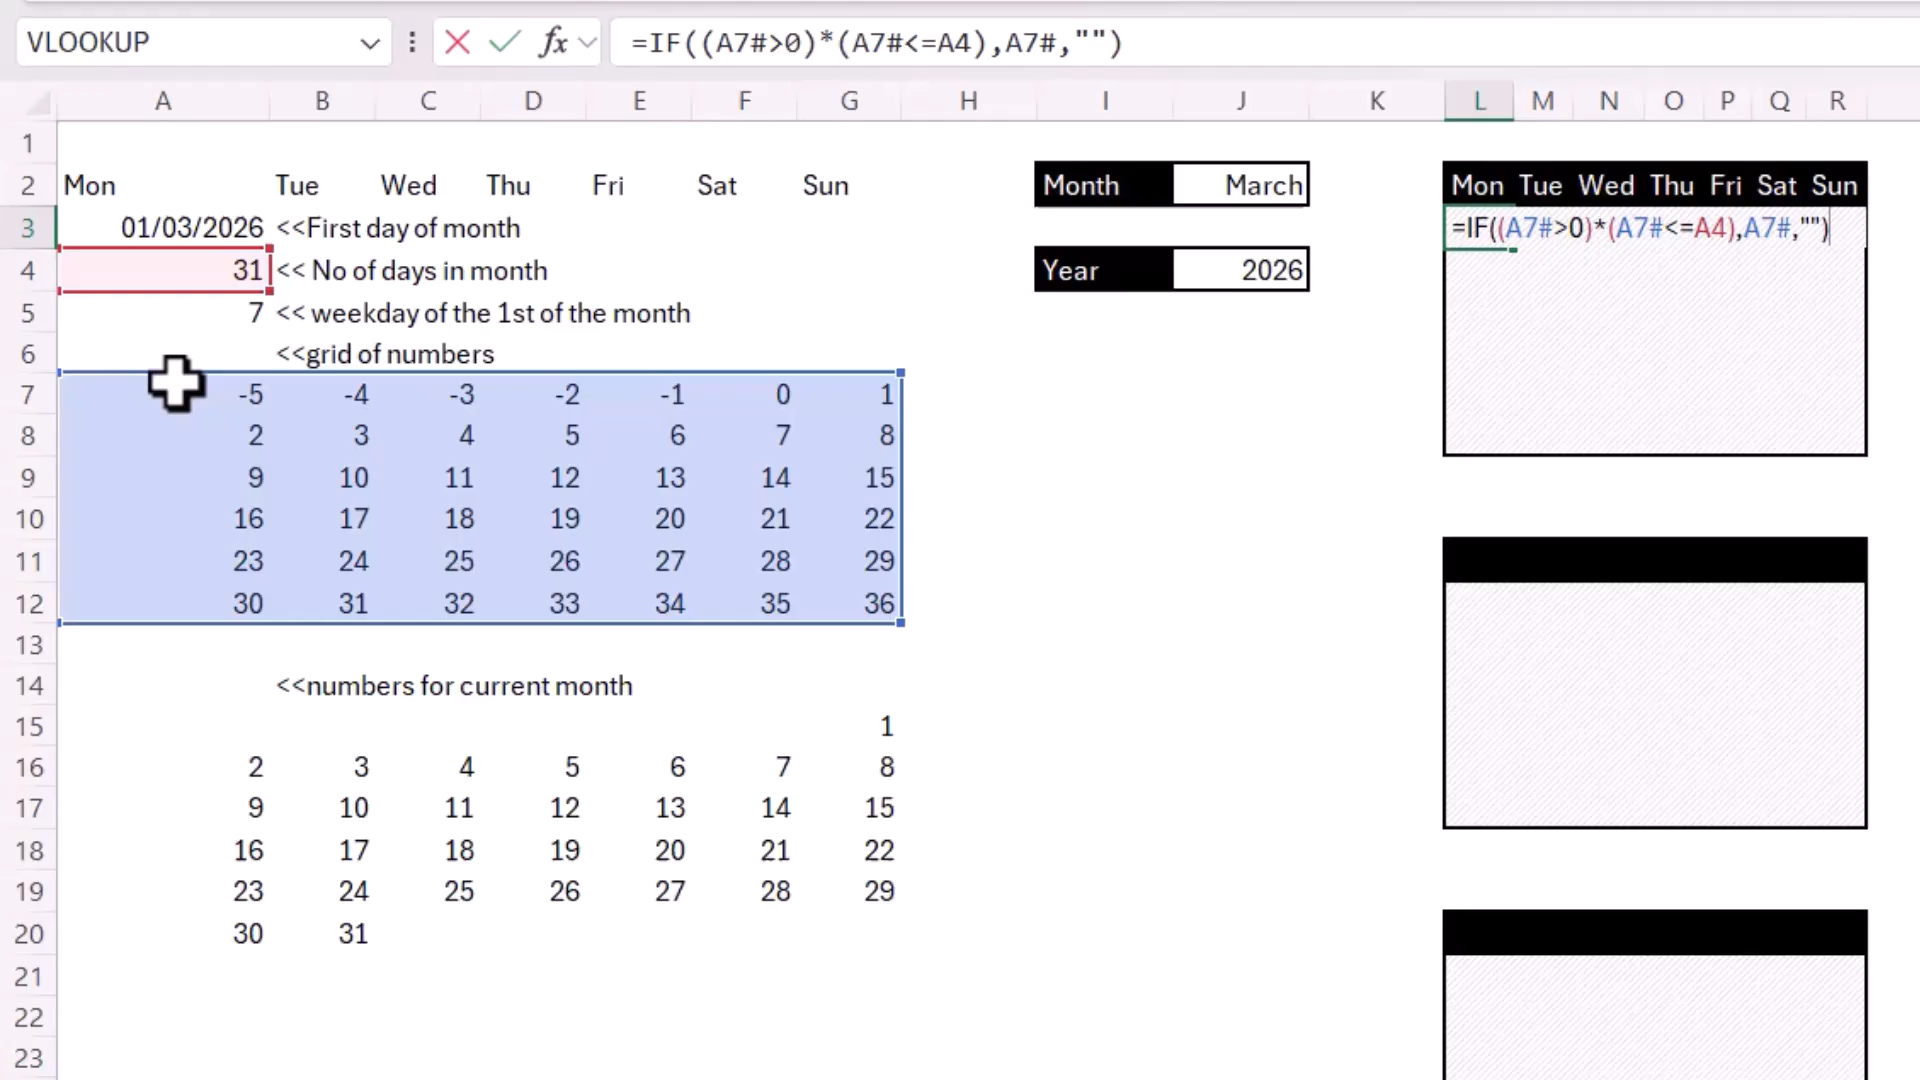 VLOOKUP fx =IF((A7#>0)*(A7#<=A4),A7#,"")
A B C D E F G H I J K L M N O P Q R
1
2 Mon Tue Wed Thu Fri Sat Sun Month March Mon Tue Wed Thu Fri Sat Sun
3 01/03/2026 <<First day of month =IF((A7#>0)*(A7#<=A4),A7#,"")
4 31 << No of days in month Year 2026
5 7 << weekday of the 1st of the month
6 <<grid of numbers
7 -5 -4 -3 -2 -1 0 1
8 2 3 4 5 6 7 8
9 9 10 11 12 13 14 15
10 16 17 18 19 20 21 22
11 23 24 25 26 27 28 29
12 30 31 32 33 34 35 36
13
14 <<numbers for current month
15 1
16 2 3 4 5 6 7 8
17 9 10 11 12 13 14 15
18 16 17 18 19 20 21 22
19 23 24 25 26 27 28 29
20 30 31
21
22
23